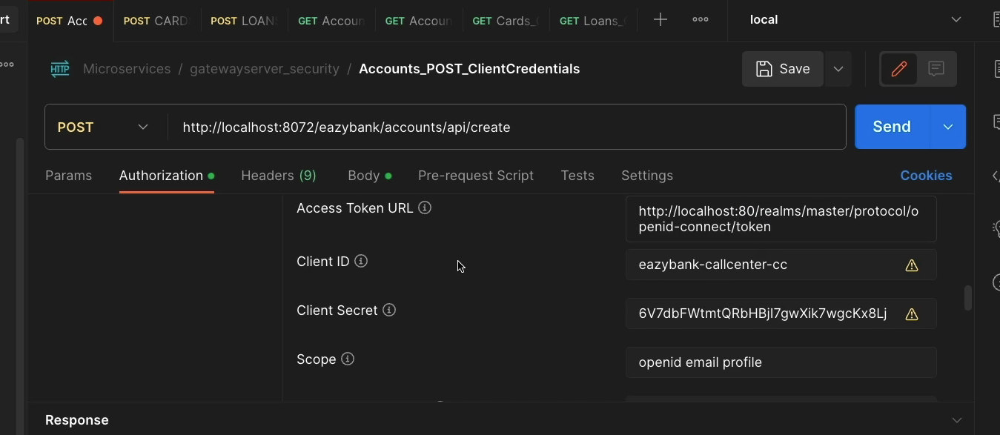 rt POST Acc POST CARD POST LOAN GET Accoun GET Accoun GET Cards_ GET Loans_ local
HTTP Microservices / gatewayserver_security / Accounts_POST_ClientCredentials Save
POST http://localhost:8072/eazybank/accounts/api/create Send
Params Authorization Headers (9) Body Pre-request Script Tests Settings Cookies
Access Token URL http://localhost:80/realms/master/protocol/o
penid-connect/token
Client ID eazybank-callcenter-cc
Client Secret 6V7dbFWtmtQRbHBjI7gwXik7wgcKx8Lj
Scope openid email profile
Response